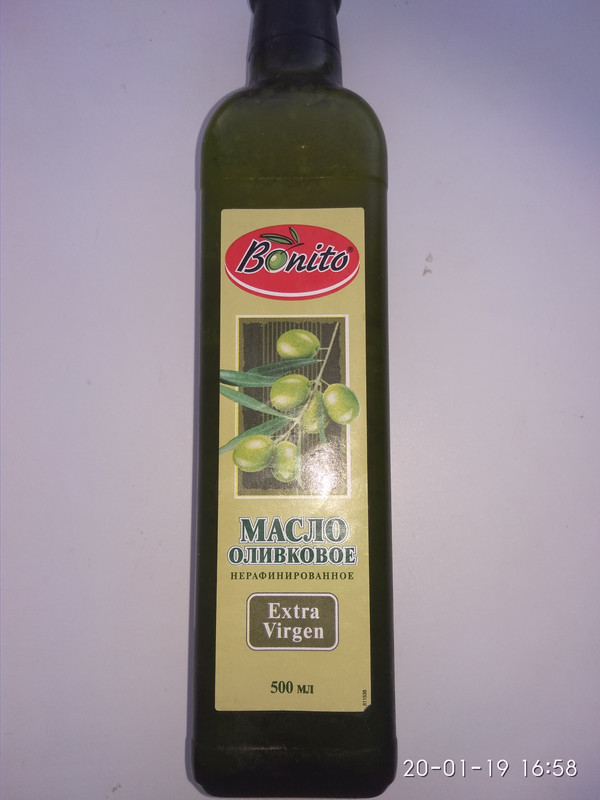 Bonito®
МАСЛО
ОЛИВКОВОЕ
НЕРАФИНИРОВАННОЕ
Extra
Virgen
500 мл
20-01-19 16:58